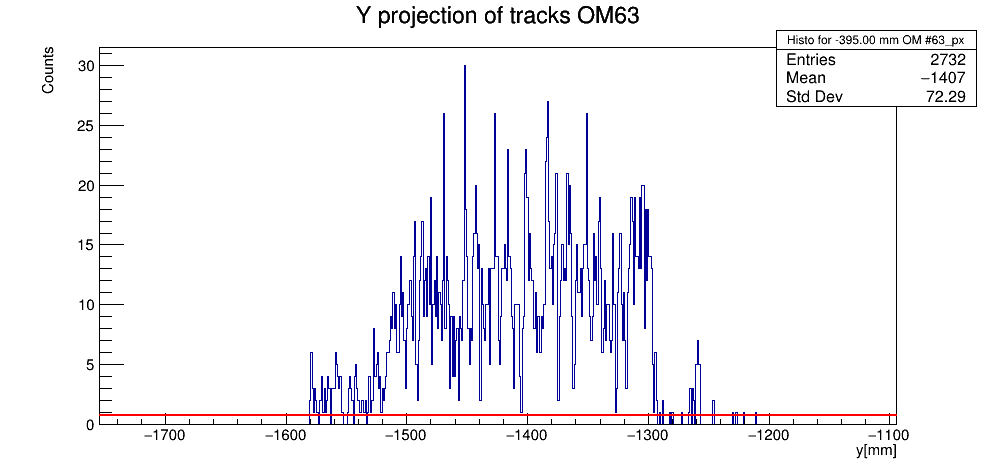 Y projection of tracks OM63
Histo for -395.00 mm OM #63_px
Entries 2732
Mean −1407
Std Dev 72.29
Counts
30
25
20
15
10
5
0
−1700 −1600 −1500 −1400 −1300 −1200 −1100
y[mm]